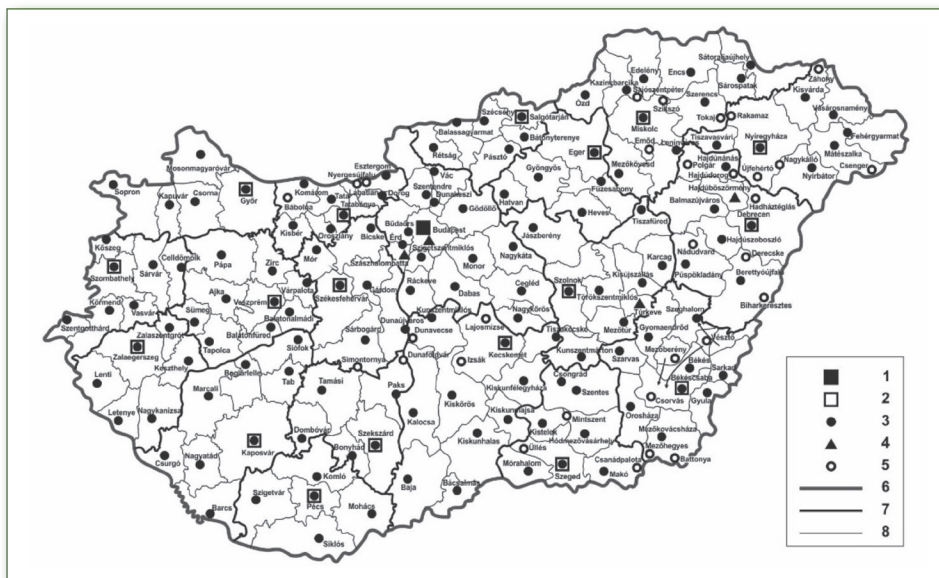 Sátoraljaújhely
Edelény
Encs
Záhony
Kazincbarcika
Sárospatak
Kisvárda
Sajószentpéter
Ózd
Szikszó
Szerencs
Vásárosnamény
Szécsény
Salgótarján
Miskolc
Tokaj
Rakamaz
Balassagyarmat
Bátonyterenye
Emőd
Tiszavasvári
Nyíregyháza
Fehérgyarmat
Rétság
Pásztó
Eger
Mezőkövesd
Polgár
Hajdúnánás
Újfehértó
Nagykálló
Mátészalka
Csenger
Mosonmagyaróvár
Esztergom
Nyergesújfalu
Vác
Gyöngyös
Hajdúdorog
Nyírbátor
Sopron
Komárom
Lábatlan
Dorog
Szentendre
Dunakeszi
Füzesabony
Hajdúböszörmény
Kapuvár
Csorna
Győr
Bábolna
Tata
Tatabánya
Gödöllő
Hatvan
Balmazújváros
Hadháztéglás
Heves
Tiszafüred
Debrecen
Kisbér
Oroszlány
Bicske
Budaörs
Budapest
Érd
Jászberény
Kőszeg
Celldömölk
Mór
Szigetszentmiklós
Hajdúszoboszló
Szombathely
Sárvár
Pápa
Zirc
Százhalombatta
Nagykáta
Karcag
Nádudvar
Derecske
Monor
Szolnok
Kisújszállás
Püspökladány
Várpalota
Székesfehérvár
Gárdony
Ráckeve
Cegléd
Törökszentmiklós
Berettyóújfalu
Körmend
Ajka
Veszprém
Dabas
Biharkeresztes
Vasvár
Balatonalmádi
Nagykőrös
Túrkeve
Szentgotthárd
Kunszentmiklós
Szeghalom
Zalaszentgrót
Balatonfüred
Dunaújváros
Dunavecse
Lajosmizse
Mezőtúr
Gyomaendrőd
Vésztő
Zalaegerszeg
Tapolca
Siófok
Sárbogárd
Tiszakécske
Kecskemét
Mezőberény
Keszthely
Simontornya
Dunaföldvár
Izsák
Kunszentmárton
Szarvas
Békés
Sarkad
Lenti
Boglárlelle
Tab
Tamási
Paks
Csongrád
Békéscsaba
Marcali
Kiskunfélegyháza
Szentes
Csorvás
Gyula
Letenye
Nagykanizsa
Kiskőrös
Orosháza
Kiskunmajsa
Mintszent
Kalocsa
Kistelek
Dombóvár
Szekszárd
Mezőkovácsháza
Kaposvár
Kiskunhalas
Hódmezővásárhely
Csurgó
Nagyatád
Bonyhád
Üllés
Mezőhegyes
Csanádpalota
Battonya
Mórahalom
Szeged
Makó
Komló
Baja
Bácsalmás
Szigetvár
Pécs
Mohács
Barcs
Siklós
1
2
3
4
5
6
7
8